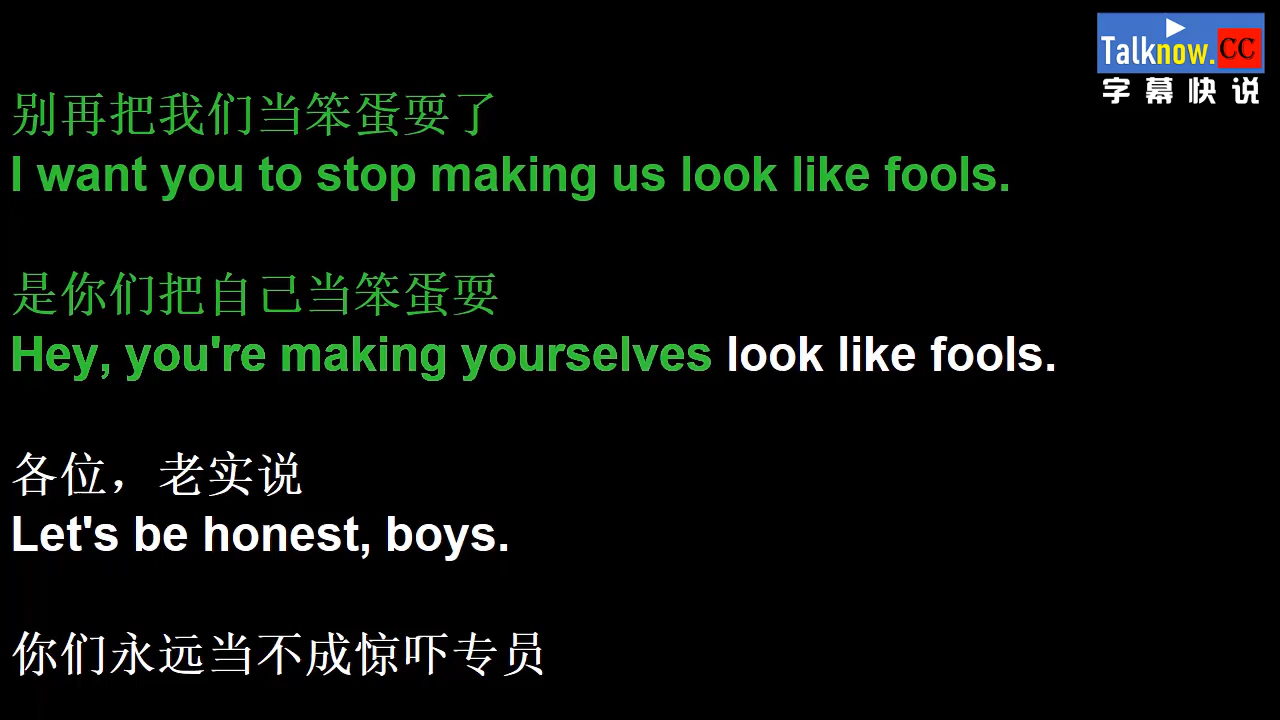 Talknow.CC
字幕快说
别再把我们当笨蛋耍了
I want you to stop making us look like fools.
是你们把自己当笨蛋耍
Hey, you're making yourselves look like fools.
各位，老实说
Let's be honest, boys.
你们永远当不成惊吓专员